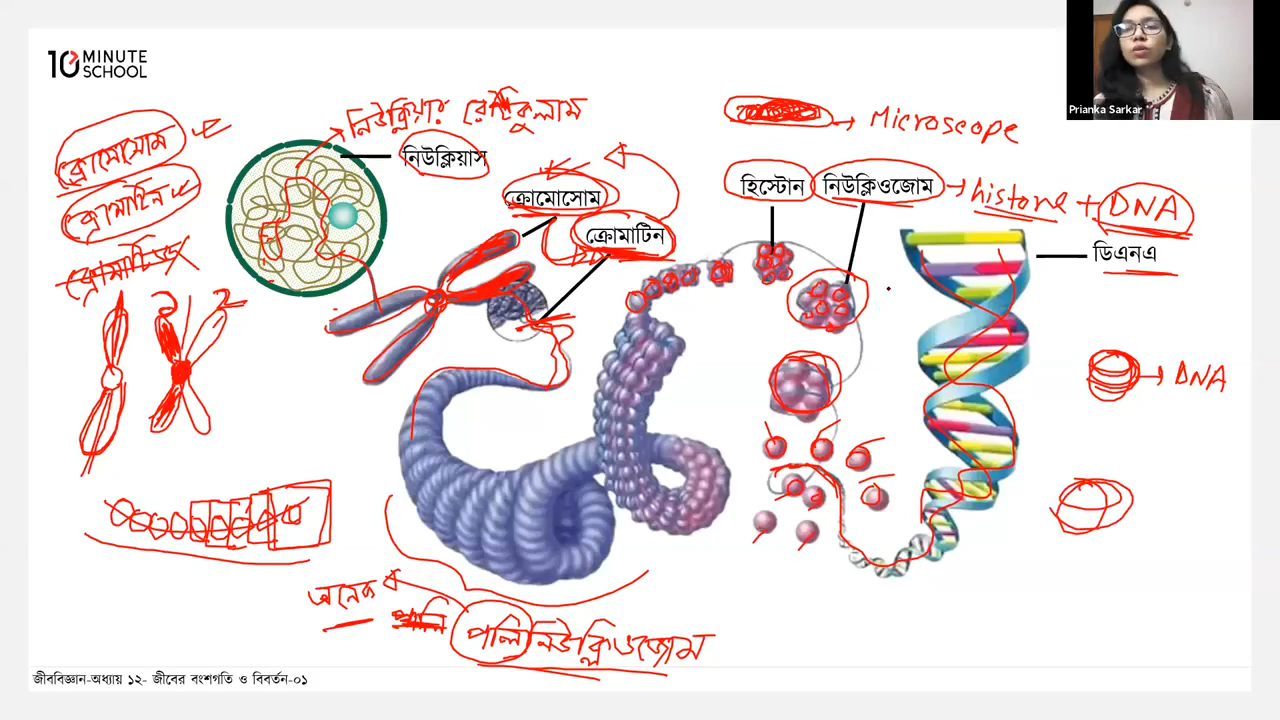 10 MINUTE SCHOOL
Prianka Sarkar
নিউক্লিয়ার রেটিকুলাম
Microscope
ক্রোমোসোম
ক্রোমাটিন
ক্রোমাটিড
নিউক্লিয়াস
ক্রোমোসোম
ক্রোমাটিন
হিস্টোন
নিউক্লিওজোম
histone + DNA
ডিএনএ
DNA
অনেক
পলিনিউক্লিওজোম
জীববিজ্ঞান-অধ্যায় ১২- জীবের বংশগতি ও বিবর্তন-০১